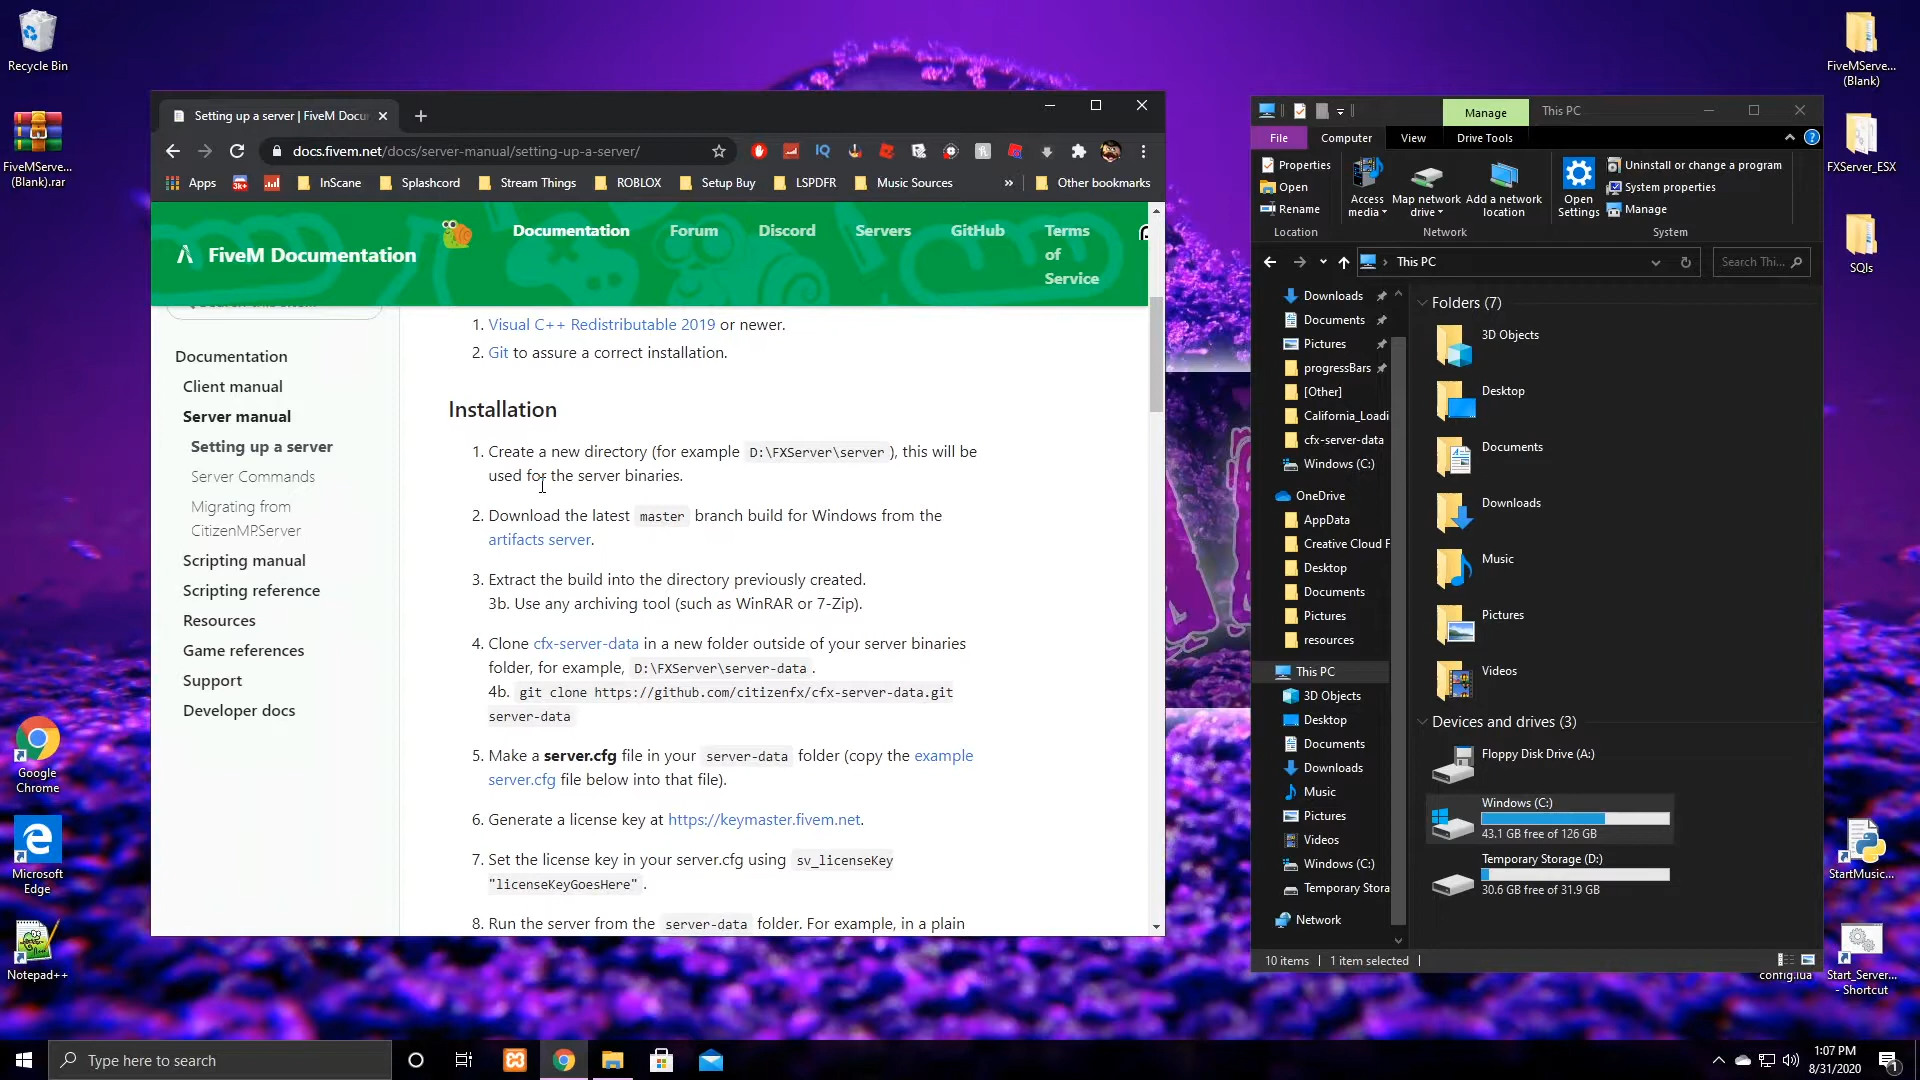 Recycle Bin
FiveMServe...
(Blank).rar
Google
Chrome
Microsoft
Edge
Notepad++
Setting up a server | FiveM Docu
docs.fivem.net/docs/server-manual/setting-up-a-server/
Apps
InScane
Splashcord
Stream Things
ROBLOX
Setup Buy
LSPDFR
Music Sources
»
Other bookmarks
FiveM Documentation
Documentation
Forum
Discord
Servers
GitHub
Terms
of
Service
Documentation
Client manual
Server manual
Setting up a server
Server Commands
Migrating from
CitizenMP.Server
Scripting manual
Scripting reference
Resources
Game references
Support
Developer docs
1. Visual C++ Redistributable 2019 or newer.
2. Git to assure a correct installation.
Installation
1. Create a new directory (for example D:\FXServer\server), this will be
used for the server binaries.
2. Download the latest master branch build for Windows from the
artifacts server.
3. Extract the build into the directory previously created.
3b. Use any archiving tool (such as WinRAR or 7-Zip).
4. Clone cfx-server-data in a new folder outside of your server binaries
folder, for example, D:\FXServer\server-data.
4b. git clone https://github.com/citizenfx/cfx-server-data.git
server-data
5. Make a server.cfg file in your server-data folder (copy the example
server.cfg file below into that file).
6. Generate a license key at https://keymaster.fivem.net.
7. Set the license key in your server.cfg using sv_licenseKey
"licenseKeyGoesHere".
8. Run the server from the server-data folder. For example, in a plain
Manage
This PC
File
Computer
View
Drive Tools
Properties
Open
Rename
Location
Access
media
Map network
drive
Add a network
location
Network
Open
Settings
Uninstall or change a program
System properties
Manage
System
This PC
Search Thi...
Downloads
Documents
Pictures
progressBars
[Other]
California_Loadi
cfx-server-data
Windows (C:)
OneDrive
AppData
Creative Cloud F
Desktop
Documents
Pictures
resources
This PC
3D Objects
Desktop
Documents
Downloads
Music
Pictures
Videos
Windows (C:)
Temporary Stora
Network
Folders (7)
3D Objects
Desktop
Documents
Downloads
Music
Pictures
Videos
Devices and drives (3)
Floppy Disk Drive (A:)
Windows (C:)
43.1 GB free of 126 GB
Temporary Storage (D:)
30.6 GB free of 31.9 GB
10 items
1 item selected
FiveMServe...
(Blank)
FXServer_ESX
SQls
StartMusic...
config.lua
Start_Server...
- Shortcut
Type here to search
1:07 PM
8/31/2020
1